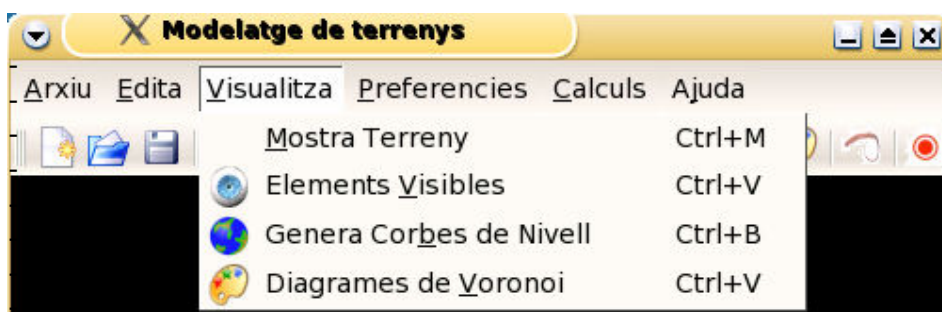 Modelatge de terrenys
Arxiu Edita Visualitza Preferencies Calculs Ajuda
Mostra Terreny Ctrl+M
Elements Visibles Ctrl+V
Genera Corbes de Nivell Ctrl+B
Diagrames de Voronoi Ctrl+V